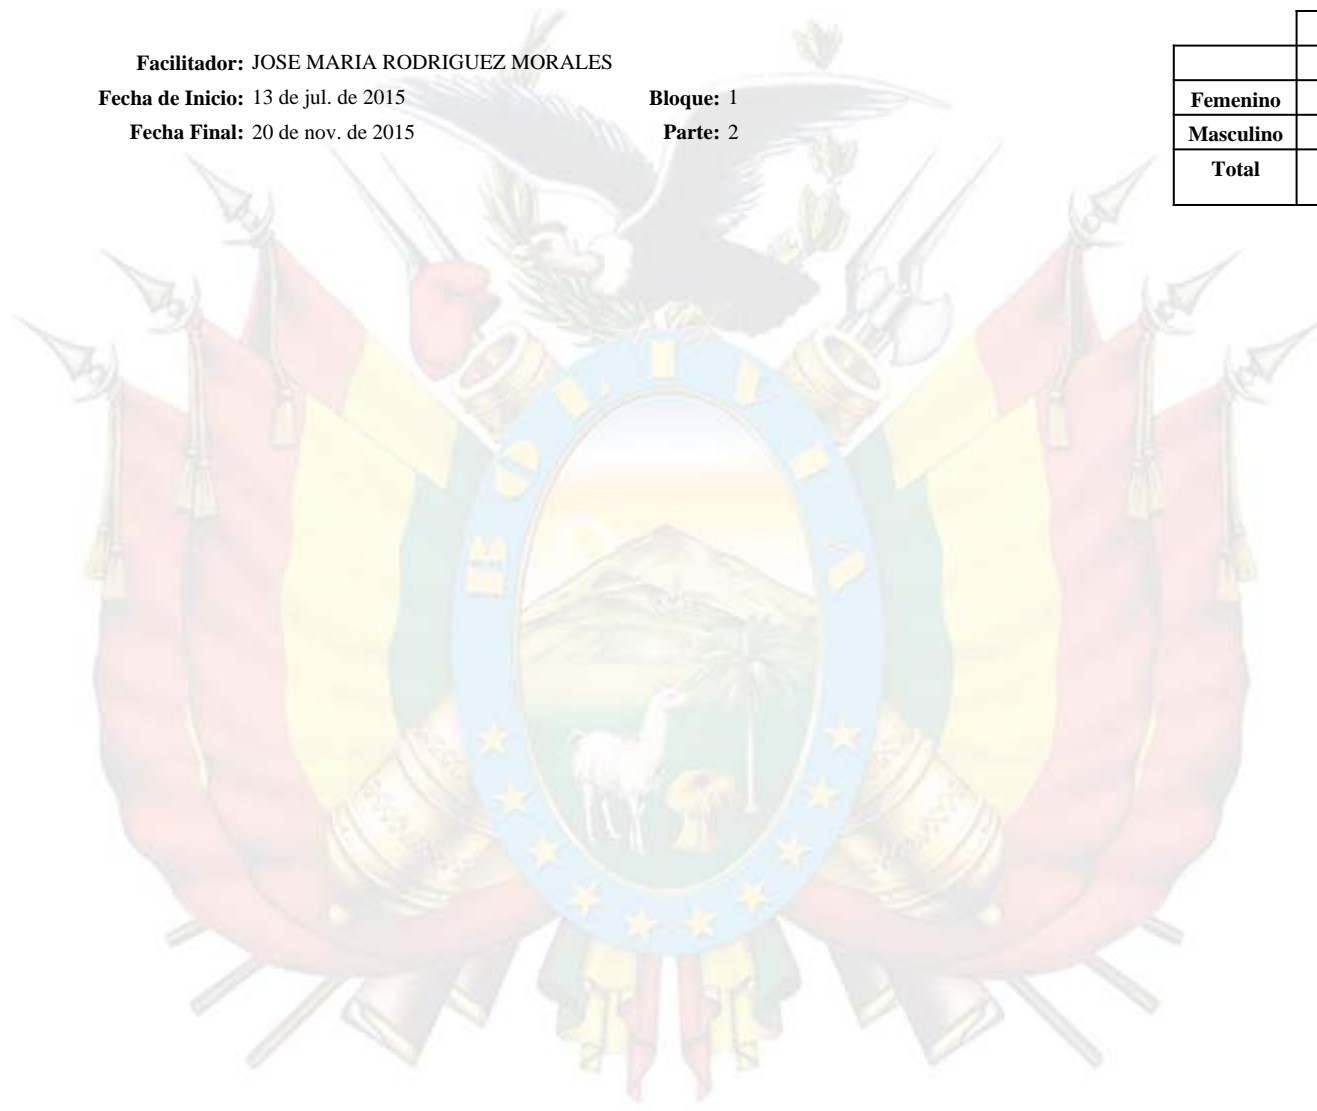 Facilitador: JOSE MARIA RODRIGUEZ MORALES
Fecha de Inicio: 13 de jul. de 2015 Bloque: 1
Fecha Final: 20 de nov. de 2015 Parte: 2
Femenino
Masculino
Total
BOLIVIA